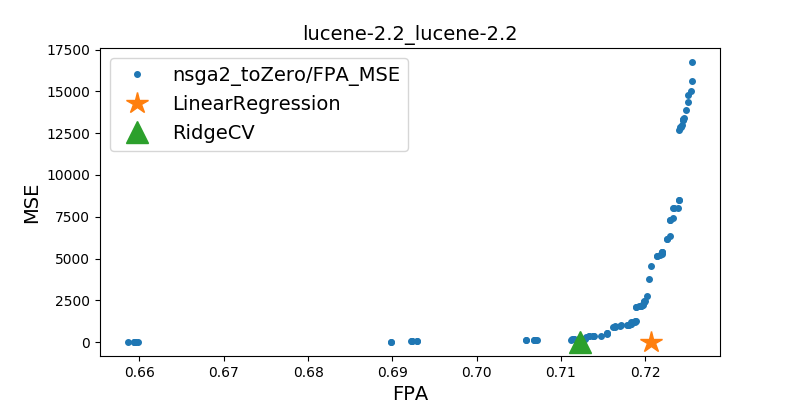 lucene-2.2_lucene-2.2
nsga2_toZero/FPA_MSE
LinearRegression
RidgeCV
MSE
17500
15000
12500
10000
7500
5000
2500
0
0.66 0.67 0.68 0.69 0.70 0.71 0.72
FPA